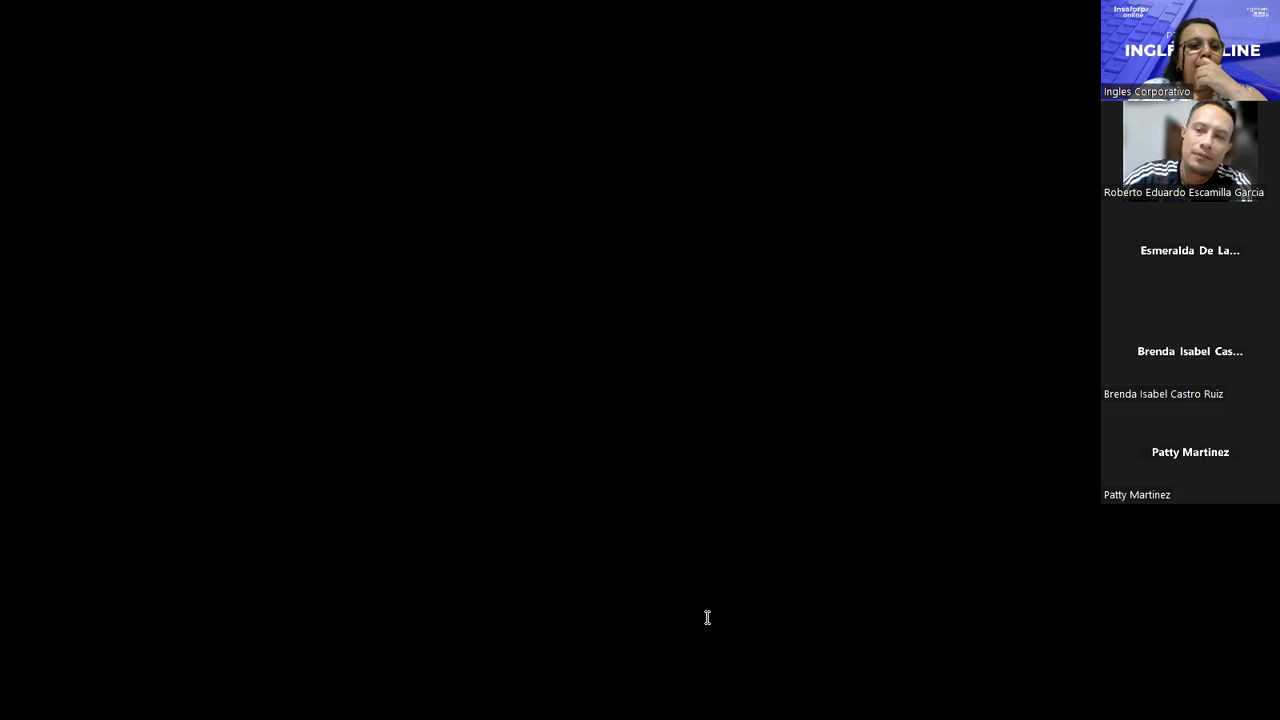 Insaforp
online
INGL
LINE
Ingles Corporativo
Roberto Eduardo Escamilla Garcia
Esmeralda De La...
Brenda Isabel Cas...
Brenda Isabel Castro Ruiz
Patty Martinez
Patty Martinez